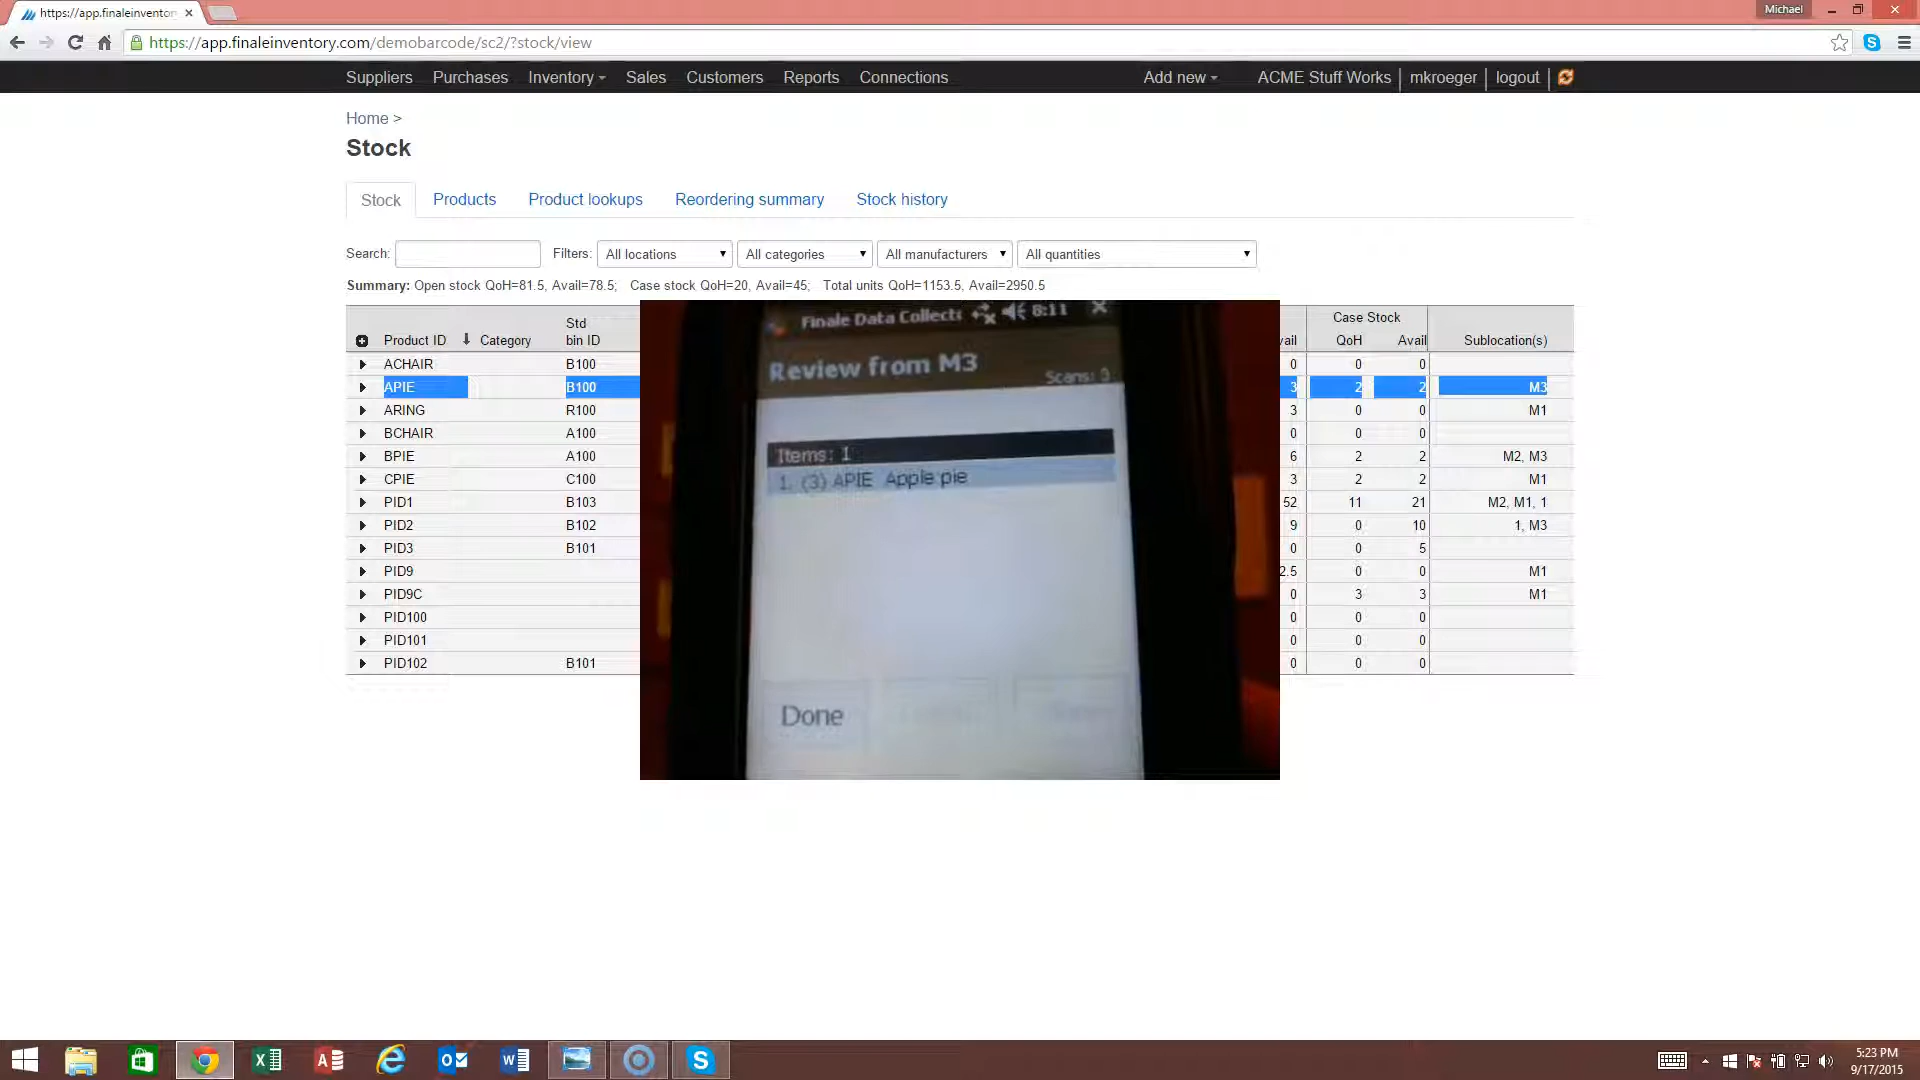 https://app.finaleinventor
Michael
https://app.finaleinventory.com/demobarcode/sc2/?stock/view
Suppliers Purchases Inventory Sales Customers Reports Connections Add new ACME Stuff Works mkroeger logout
Home >
Stock
Stock Products Product lookups Reordering summary Stock history
Search: Filters: All locations All categories All manufacturers All quantities
Summary: Open stock QoH=81.5, Avail=78.5; Case stock QoH=20, Avail=45; Total units QoH=1153.5, Avail=2950.5
Std Case Stock
Product ID Category bin ID vail QoH Avail Sublocation(s)
ACHAIR B100 0 0 0
APIE B100 3 2 2 M3
ARING R100 3 0 0 M1
BCHAIR A100 0 0 0
BPIE A100 6 2 2 M2, M3
CPIE C100 3 2 2 M1
PID1 B103 52 11 21 M2, M1, 1
PID2 B102 9 0 10 1, M3
PID3 B101 0 0 5
PID9 2.5 0 0 M1
PID9C 0 3 3 M1
PID100 0 0 0
PID101 0 0 0
PID102 B101 0 0 0
Finale Data Collect 8:11
Review from M3
Scans: 0
Items: 1
1. (3) APIE Apple pie
Done
5:23 PM
9/17/2015